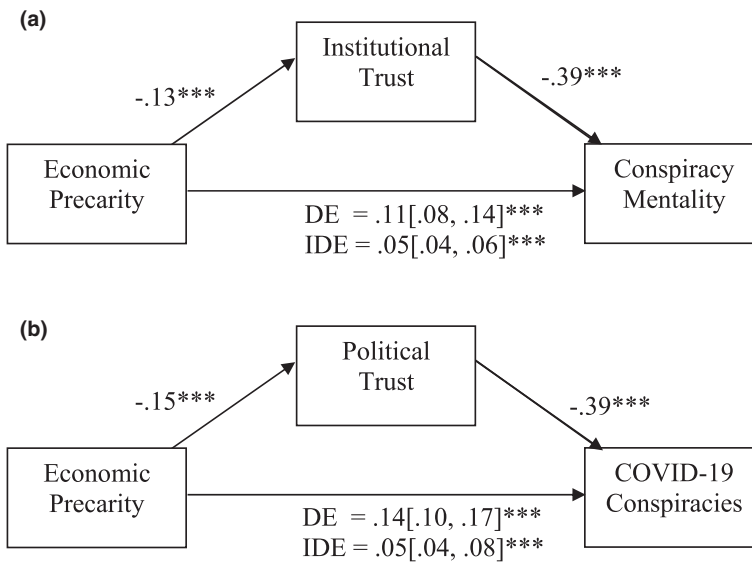 (a)
Institutional
Trust
-.13***
-.39***
Economic
Precarity
Conspiracy
Mentality
DE = .11[.08, .14]***
IDE = .05[.04, .06]***
(b)
Political
Trust
-.15***
-.39***
Economic
Precarity
COVID-19
Conspiracies
DE = .14[.10, .17]***
IDE = .05[.04, .08]***